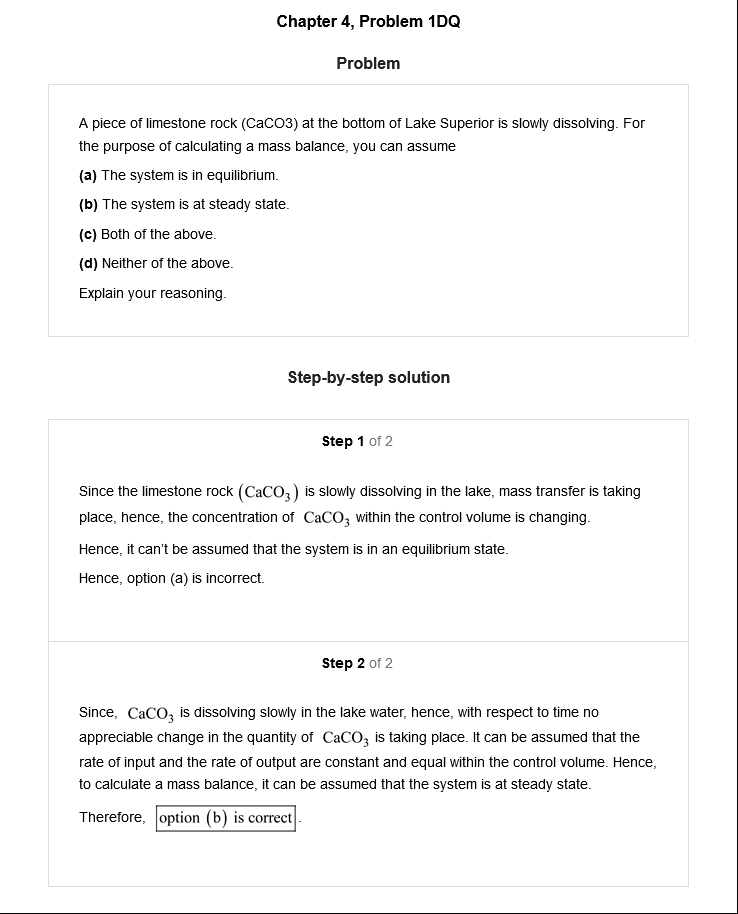 Chapter 4, Problem 1DQ
Problem
A piece of limestone rock (CaCO3) at the bottom of Lake Superior is slowly dissolving. For
the purpose of calculating a mass balance, you can assume
(a) The system is in equilibrium.
(b) The system is at steady state.
(c) Both of the above.
(d) Neither of the above.
Explain your reasoning.
Step-by-step solution
Step 1 of 2
Since the limestone rock (CaCO₃) is slowly dissolving in the lake, mass transfer is taking
place, hence, the concentration of CaCO₃ within the control volume is changing.
Hence, it can't be assumed that the system is in an equilibrium state.
Hence, option (a) is incorrect.
Step 2 of 2
Since, CaCO₃ is dissolving slowly in the lake water, hence, with respect to time no
appreciable change in the quantity of CaCO₃ is taking place. It can be assumed that the
rate of input and the rate of output are constant and equal within the control volume. Hence,
to calculate a mass balance, it can be assumed that the system is at steady state.
Therefore, option (b) is correct.